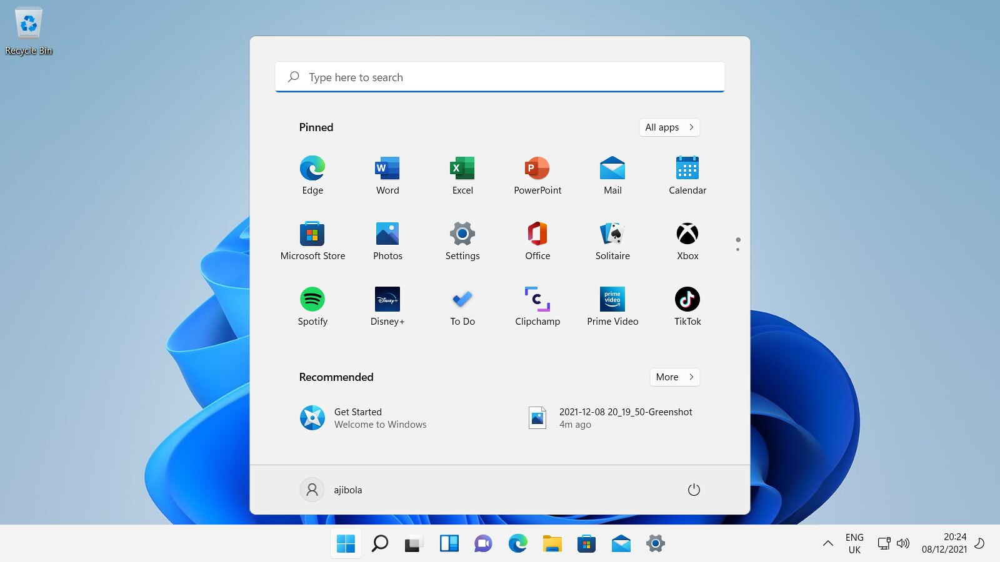 Recycle Bin
Type here to search
Pinned
All apps
Edge
Word
Excel
PowerPoint
Mail
Calendar
Microsoft Store
Photos
Settings
Office
Solitaire
Xbox
Spotify
Disney+
To Do
Clipchamp
prime
video
Prime Video
TikTok
Recommended
More
Get Started
Welcome to Windows
2021-12-08 20_19_50-Greenshot
4m ago
ajibola
ENG
UK
20:24
08/12/2021